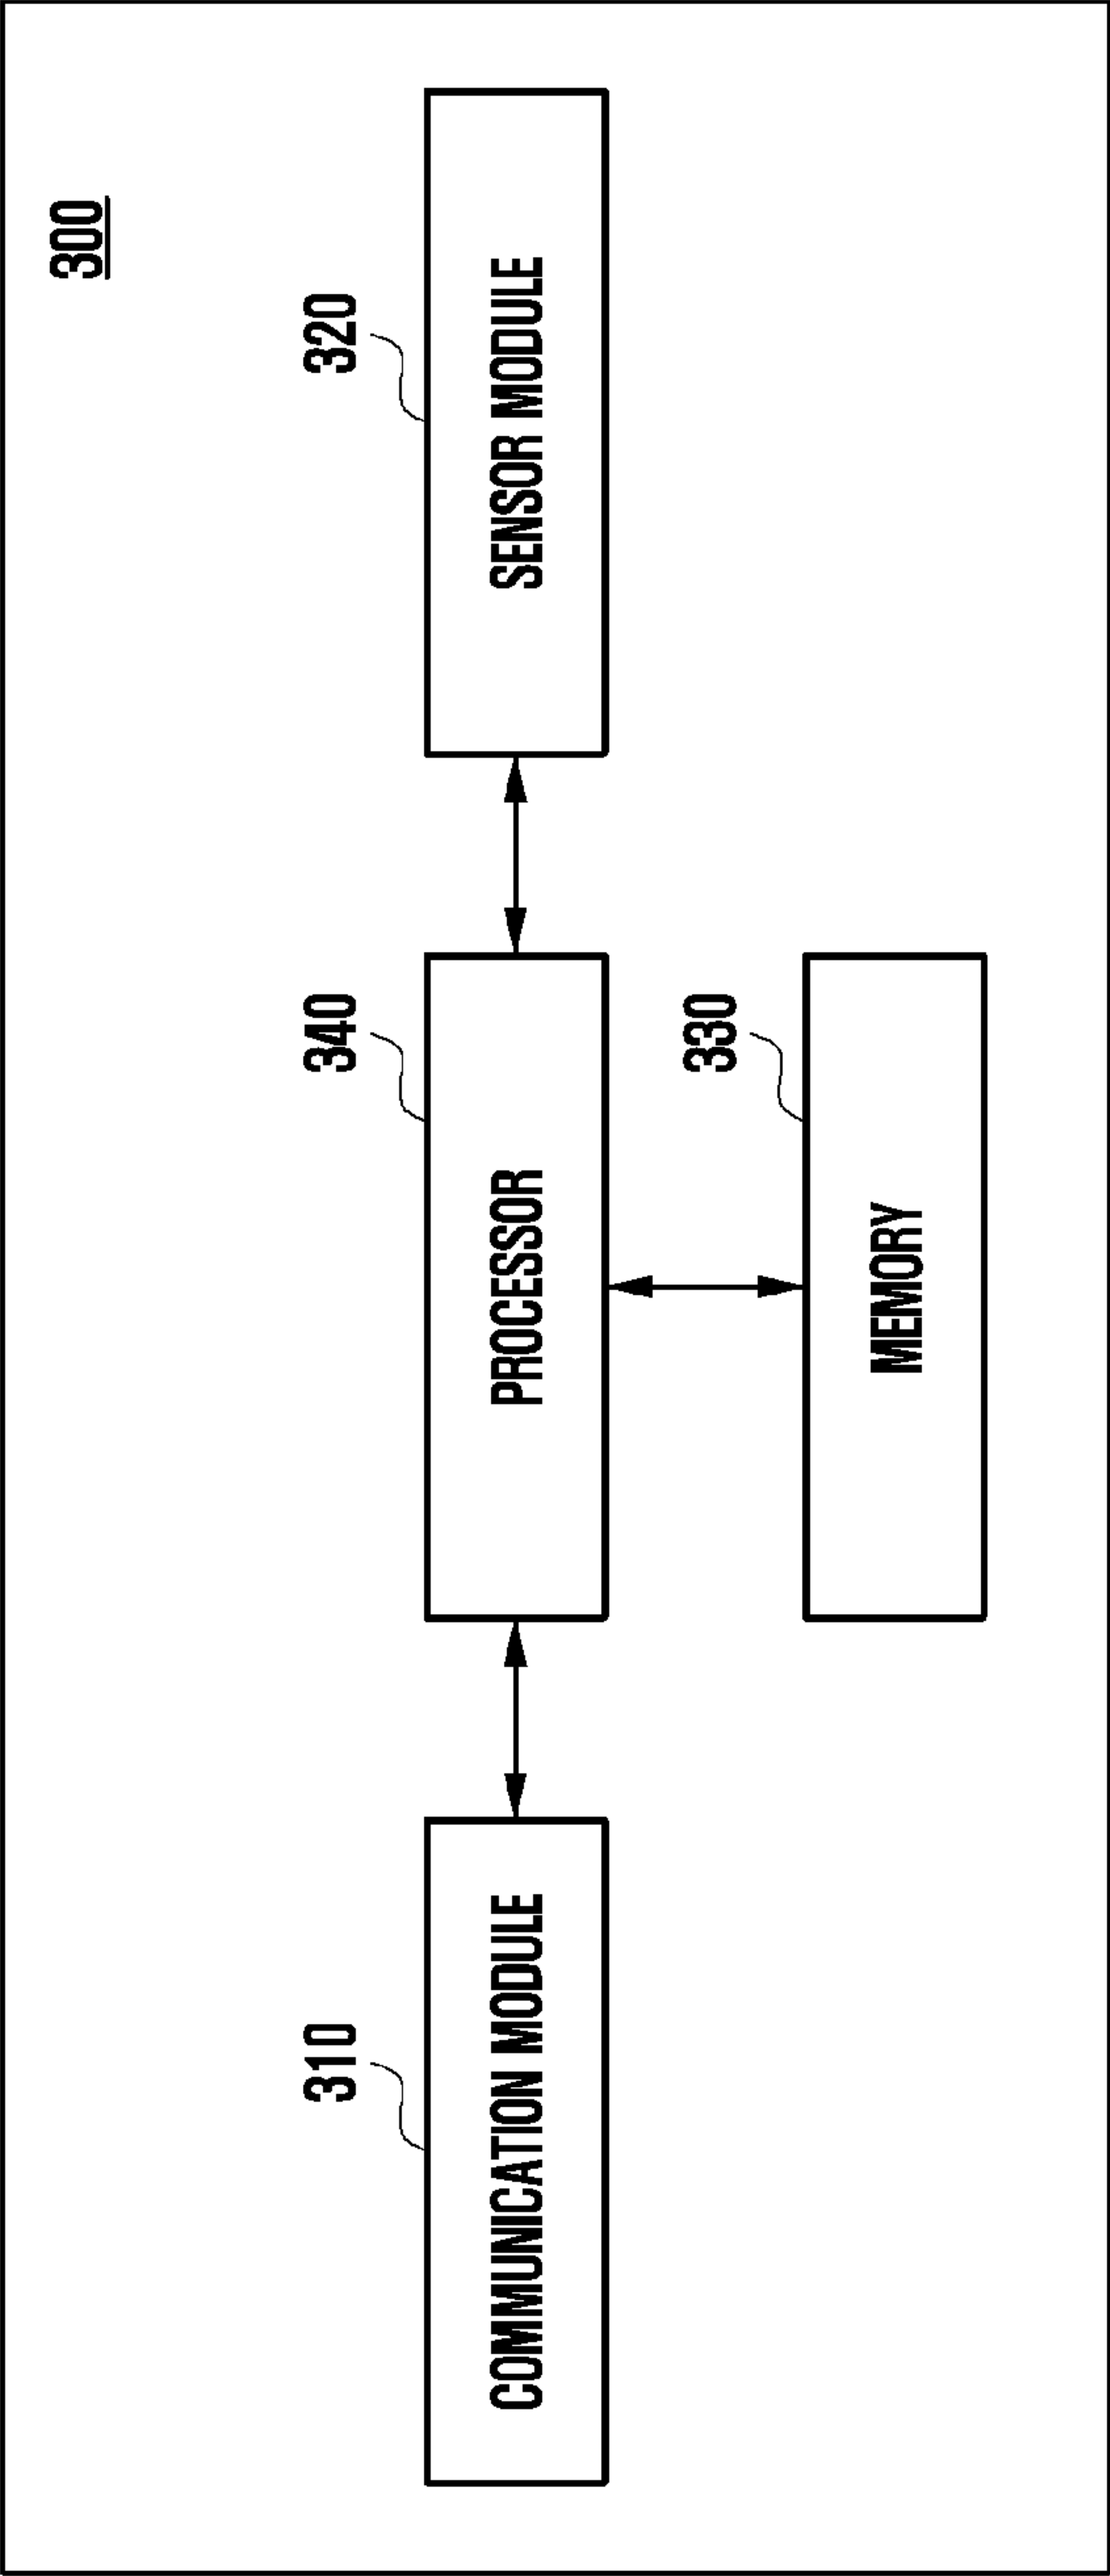 300
310
COMMUNICATION MODULE
340
PROCESSOR
320
SENSOR MODULE
330
MEMORY